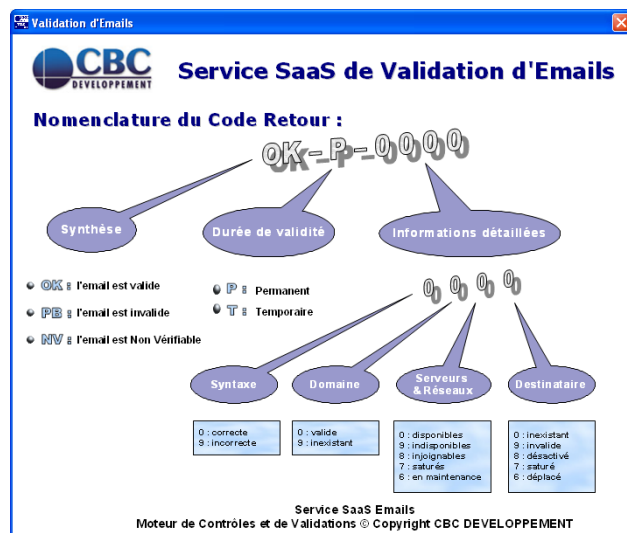 Validation d'Emails
CBC
DEVELOPPEMENT
Service SaaS de Validation d'Emails
Nomenclature du Code Retour :
OK-P-0000
Synthèse
Durée de validité
Informations détaillées
OK : l'email est valide
PB : l'email est invalide
NV : l'email est Non Vérifiable
P : Permanent
T : Temporaire
0 0 0 0
Syntaxe
Domaine
Serveurs
& Réseaux
Destinataire
0 : correcte
9 : incorrecte
0 : valide
9 : inexistant
0 : disponibles
9 : indisponibles
8 : injoignables
7 : saturés
6 : en maintenance
0 : inexistant
9 : invalide
8 : désactivé
7 : saturé
6 : déplacé
Service SaaS Emails
Moteur de Contrôles et de Validations © Copyright CBC DEVELOPPEMENT